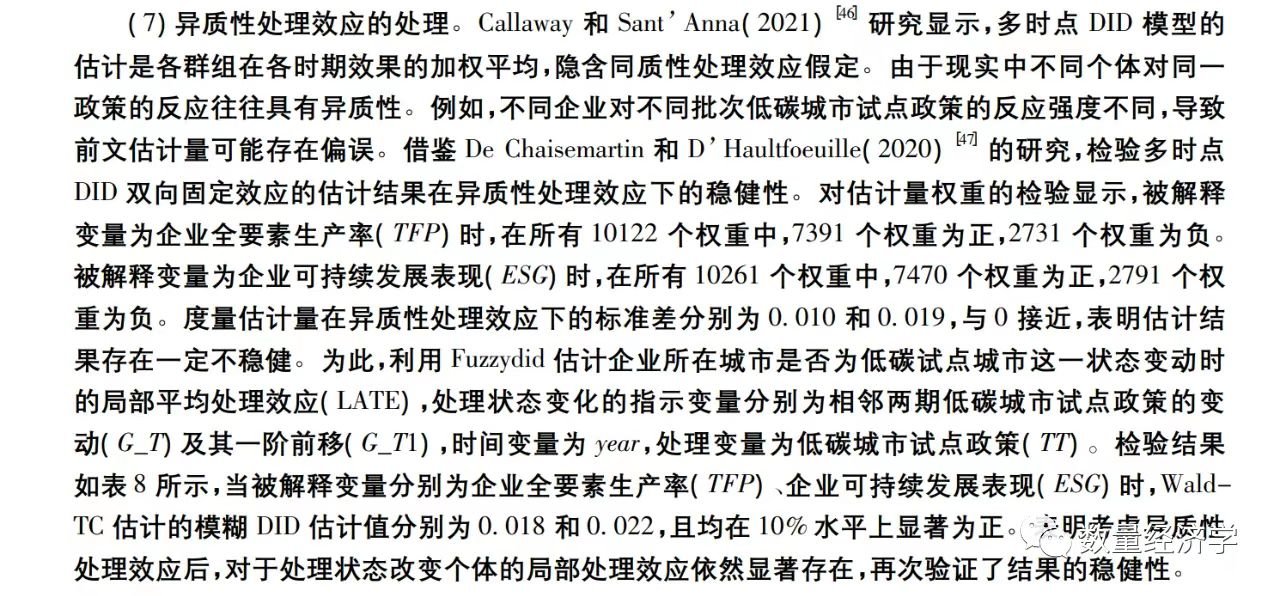 (7)异质性处理效应的处理。Callaway 和 Sant’Anna(2021)[46]研究显示,多时点 DID 模型的
估计是各群组在各时期效果的加权平均,隐含同质性处理效应假定。由于现实中不同个体对同一
政策的反应往往具有异质性。例如,不同企业对不同批次低碳城市试点政策的反应强度不同,导致
前文估计量可能存在偏误。借鉴 De Chaisemartin 和 D’Haultfoeuille(2020)[47]的研究,检验多时点
DID 双向固定效应的估计结果在异质性处理效应下的稳健性。对估计量权重的检验显示,被解释
变量为企业全要素生产率(TFP)时,在所有 10122 个权重中,7391 个权重为正,2731 个权重为负。
被解释变量为企业可持续发展表现(ESG)时,在所有 10261 个权重中,7470 个权重为正,2791 个权
重为负。度量估计量在异质性处理效应下的标准差分别为 0.010 和 0.019,与 0 接近,表明估计结
果存在一定不稳健。为此,利用 Fuzzydid 估计企业所在城市是否为低碳试点城市这一状态变动时
的局部平均处理效应(LATE),处理状态变化的指示变量分别为相邻两期低碳城市试点政策的变
动(G_T)及其一阶前移(G_T1),时间变量为 year,处理变量为低碳城市试点政策(TT)。检验结果
如表 8 所示,当被解释变量分别为企业全要素生产率(TFP)、企业可持续发展表现(ESG)时,Wald-
TC 估计的模糊 DID 估计值分别为 0.018 和 0.022,且均在 10% 水平上显著为正。表明考虑异质性
处理效应后,对于处理状态改变个体的局部处理效应依然显著存在,再次验证了结果的稳健性。
数量经济学